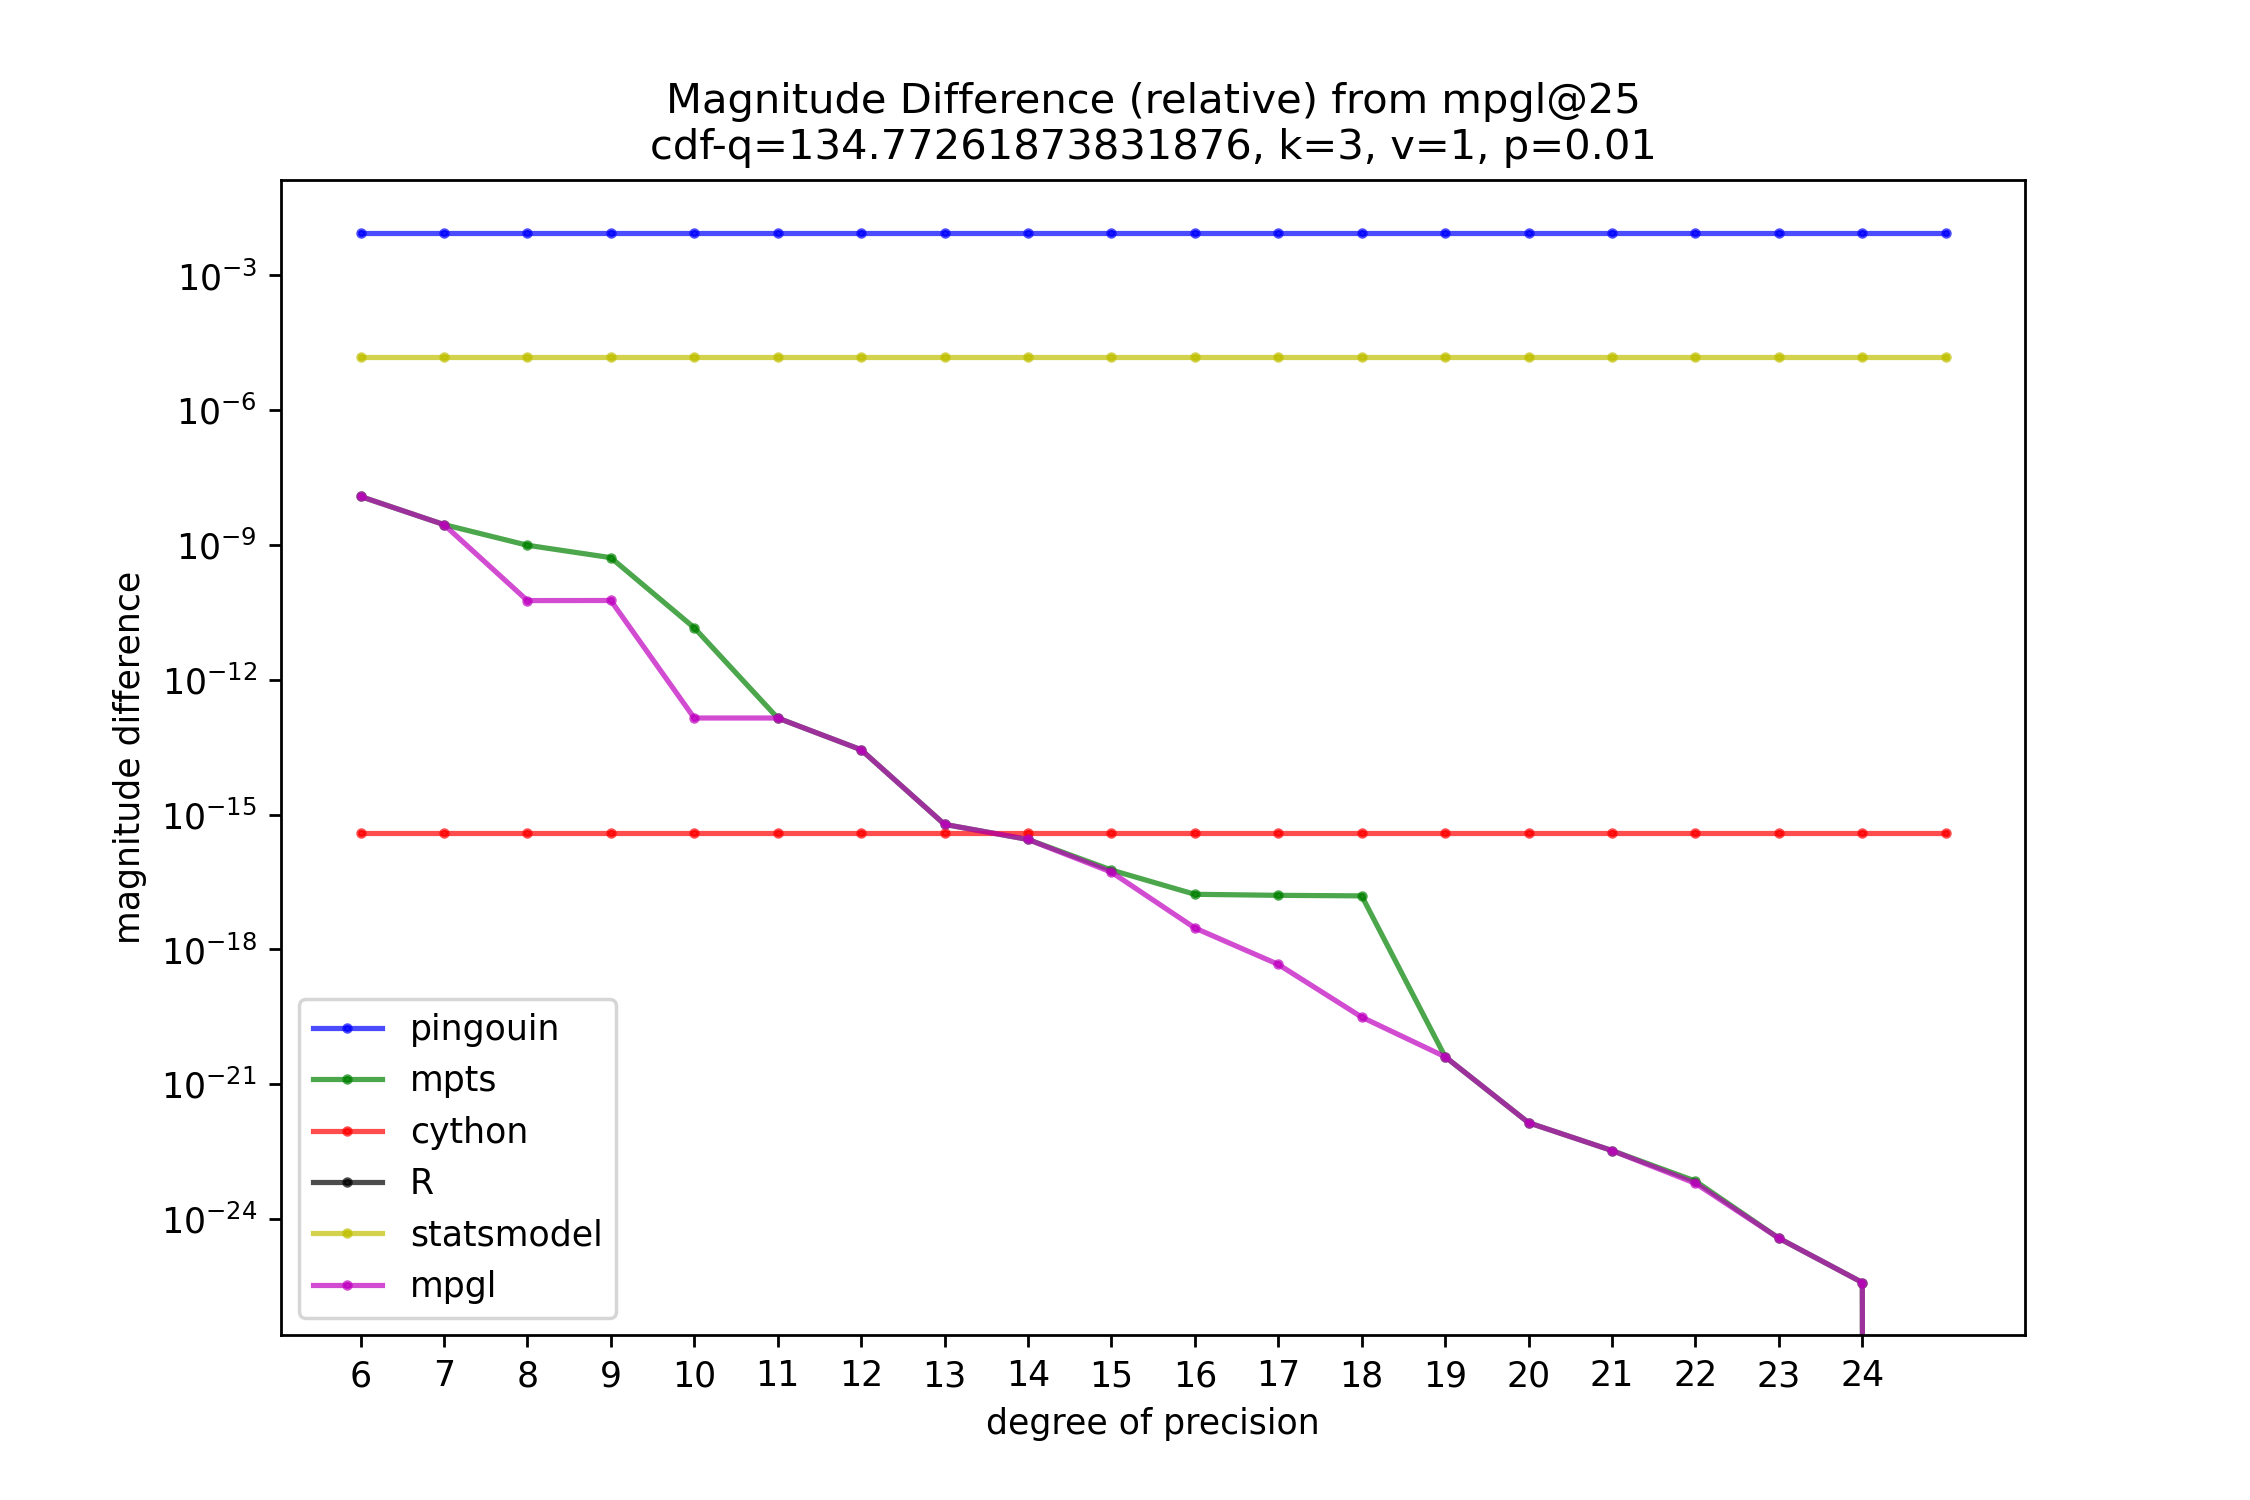 Magnitude Difference (relative) from mpgl@25
cdf-q=134.77261873831876, k=3, v=1, p=0.01
magnitude difference
10⁻³
10⁻⁶
10⁻⁹
10⁻¹²
10⁻¹⁵
10⁻¹⁸
10⁻²¹
10⁻²⁴
pingouin
mpts
cython
R
statsmodel
mpgl
6 7 8 9 10 11 12 13 14 15 16 17 18 19 20 21 22 23 24
degree of precision